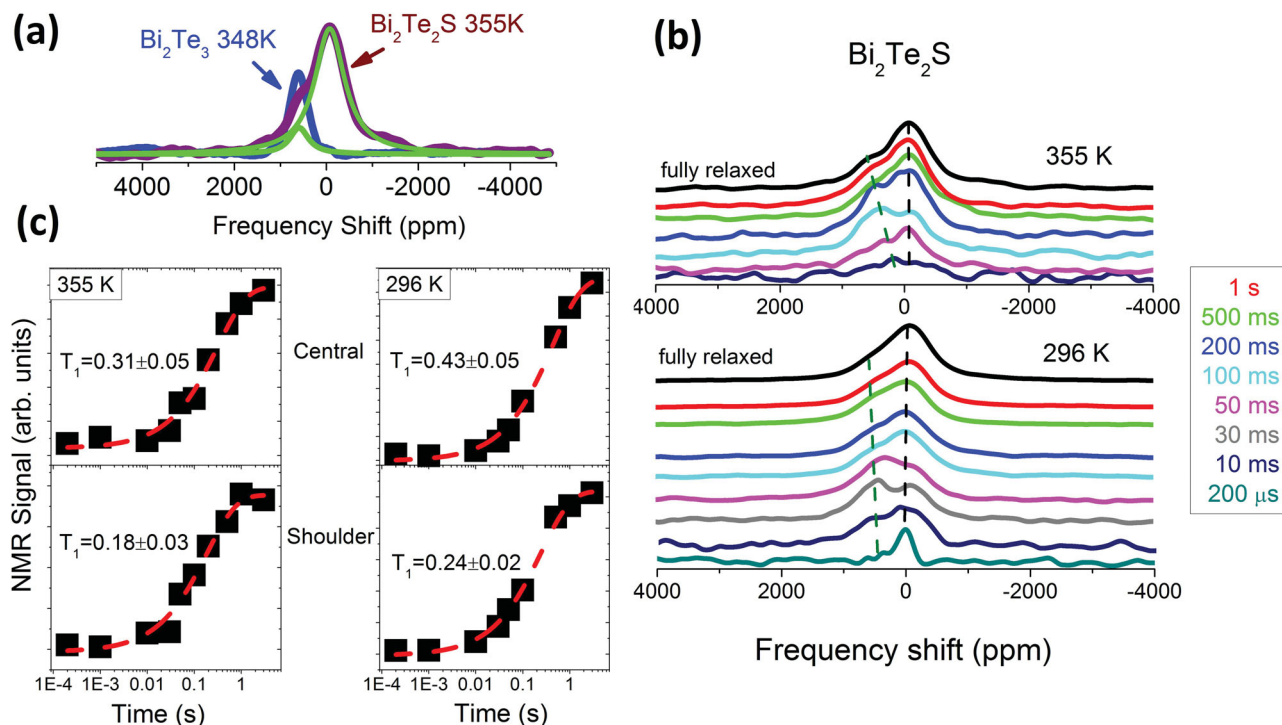 (a)
Bi₂Te₃ 348K
Bi₂Te₂S 355K
4000 2000 0 -2000 -4000
Frequency Shift (ppm)
(b)
Bi₂Te₂S
355 K
fully relaxed
4000 2000 0 -2000 -4000
296 K
fully relaxed
4000 2000 0 -2000 -4000
Frequency shift (ppm)
1 s
500 ms
200 ms
100 ms
50 ms
30 ms
10 ms
200 μs
(c)
NMR Signal (arb. units)
355 K
T₁=0.31±0.05
Central
296 K
T₁=0.43±0.05
T₁=0.18±0.03
Shoulder
T₁=0.24±0.02
1E-4 1E-3 0.01 0.1 1
Time (s)
1E-4 1E-3 0.01 0.1 1
Time (s)